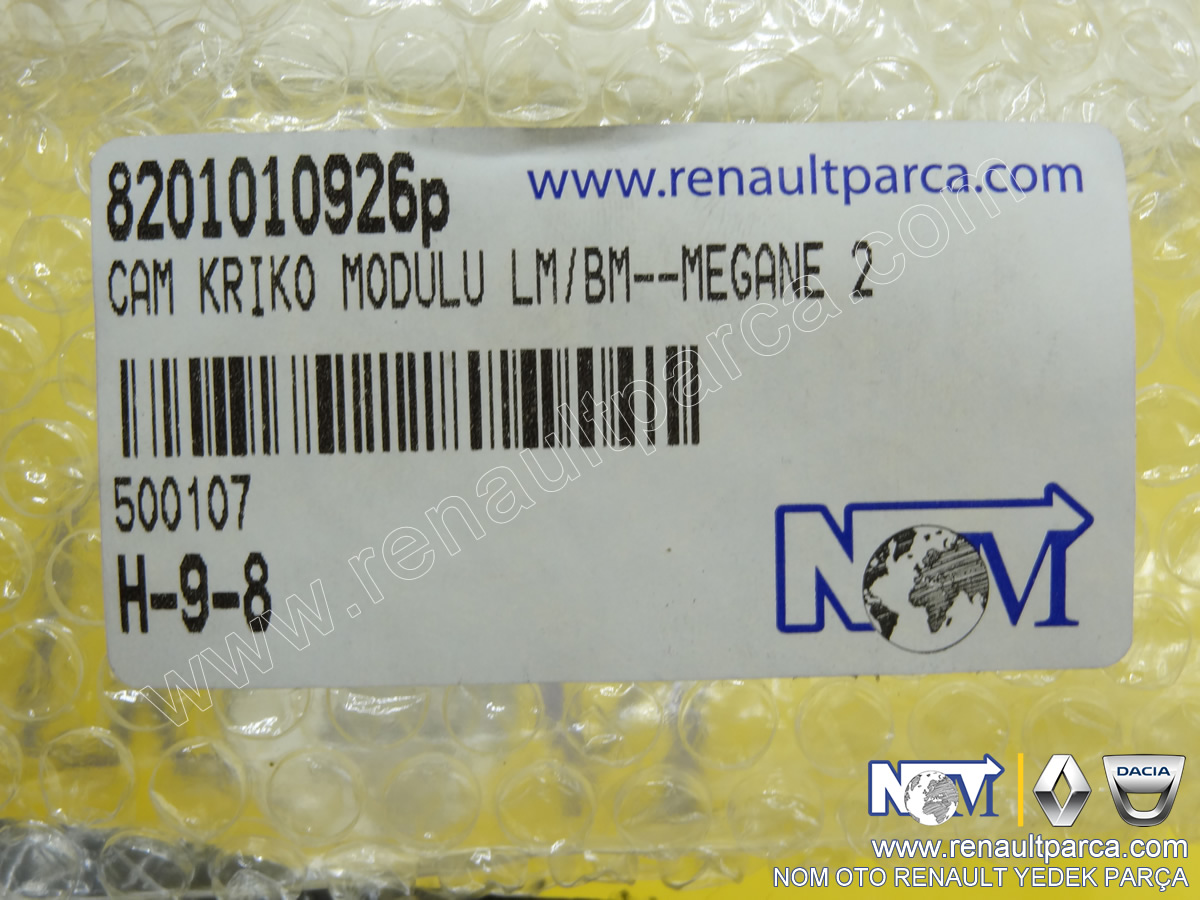 8201010926p
www.renaultparca.com
CAM KRIKO MODULU LM/BM--MEGANE 2
500107
H-9-8
NOM
www.renaultparca.com
NOM
DACIA
www.renaultparca.com
NOM OTO RENAULT YEDEK PARÇA